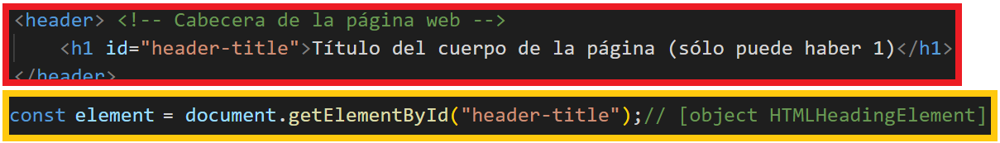 <header> <!-- Cabecera de la página web -->
<h1 id="header-title">Título del cuerpo de la página (sólo puede haber 1)</h1>
</header>
const element = document.getElementById("header-title");// [object HTMLHeadingElement]